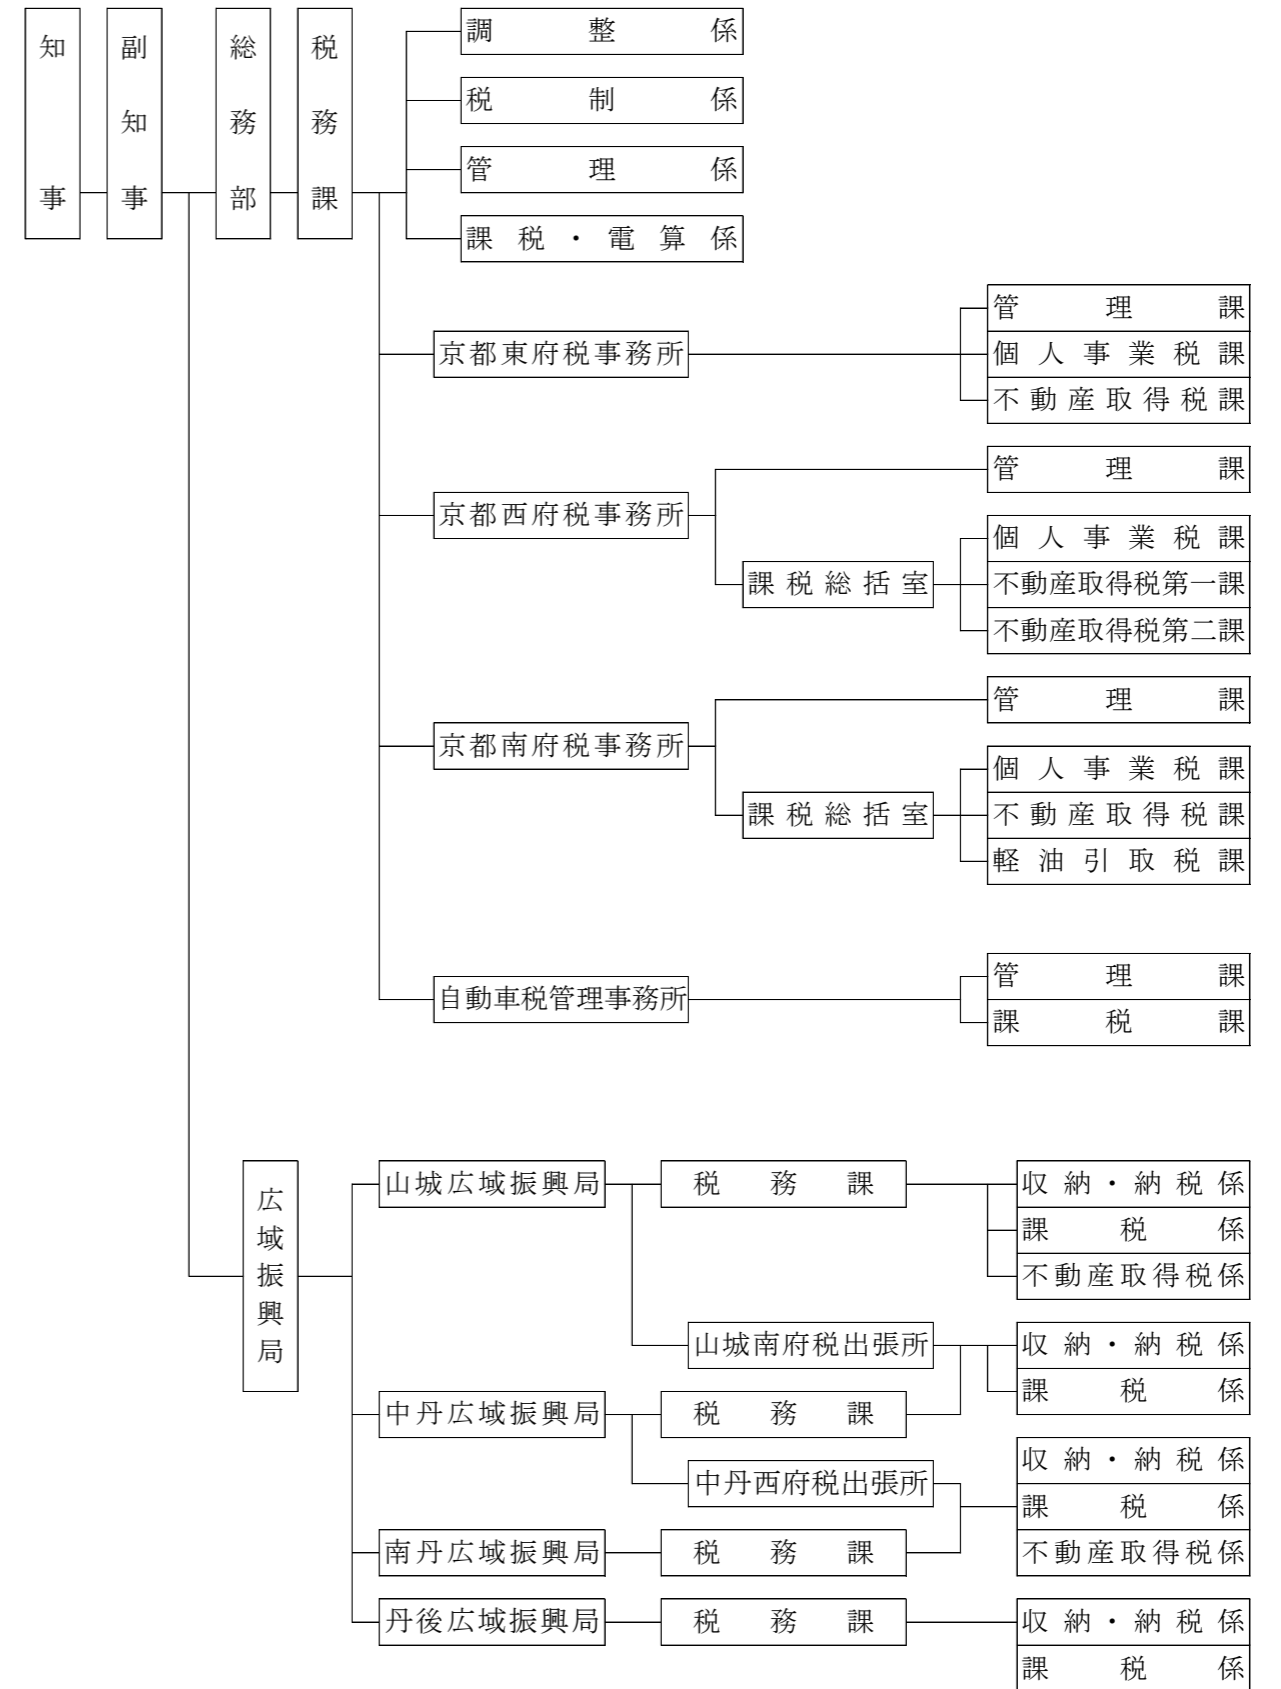 知事
副知事
総務部
税務課
調整係
税制係
管理係
課税・電算係
京都東府税事務所
管理課
個人事業税課
不動産取得税課
京都西府税事務所
管理課
課税総括室
個人事業税課
不動産取得税第一課
不動産取得税第二課
京都南府税事務所
管理課
課税総括室
個人事業税課
不動産取得税課
軽油引取税課
自動車税管理事務所
管理課
課税課
広域振興局
山城広域振興局
税務課
収納・納税係
課税係
不動産取得税係
山城南府税出張所
収納・納税係
課税係
中丹広域振興局
税務課
中丹西府税出張所
収納・納税係
課税係
不動産取得税係
南丹広域振興局
税務課
丹後広域振興局
税務課
収納・納税係
課税係